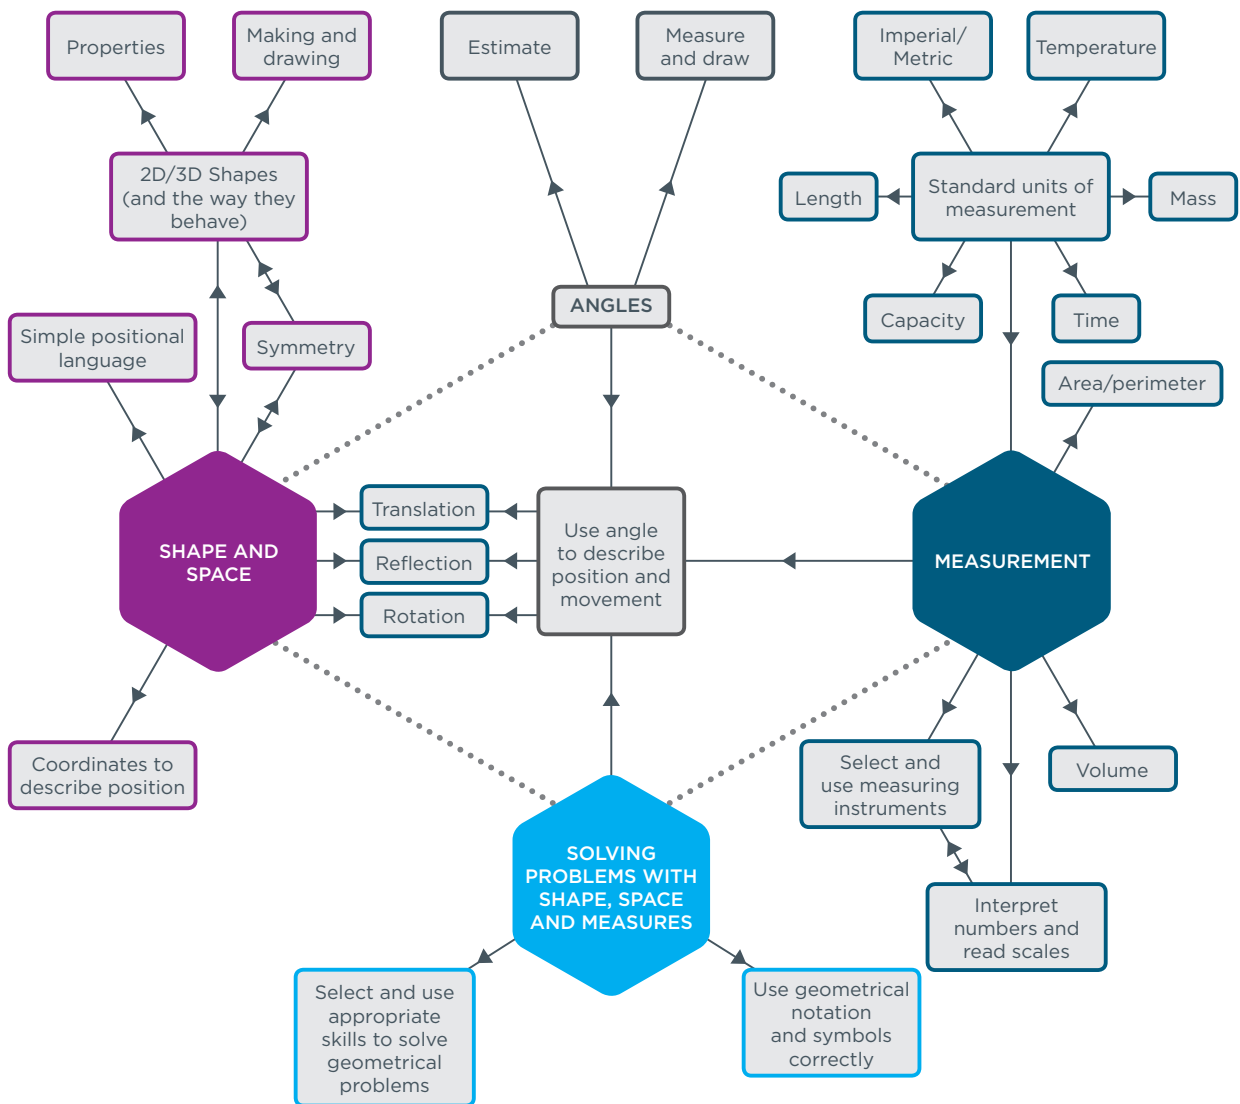 Properties
Making and
drawing
Estimate
Measure
and draw
Imperial/
Metric
Temperature
2D/3D Shapes
(and the way they
behave)
Length
Standard units of
measurement
Mass
ANGLES
Capacity
Time
Simple positional
language
Symmetry
Area/perimeter
SHAPE AND
SPACE
Translation
Reflection
Rotation
Use angle
to describe
position and
movement
MEASUREMENT
Coordinates to
describe position
Select and
use measuring
instruments
Volume
SOLVING
PROBLEMS WITH
SHAPE, SPACE
AND MEASURES
Interpret
numbers and
read scales
Select and use
appropriate
skills to solve
geometrical
problems
Use geometrical
notation
and symbols
correctly